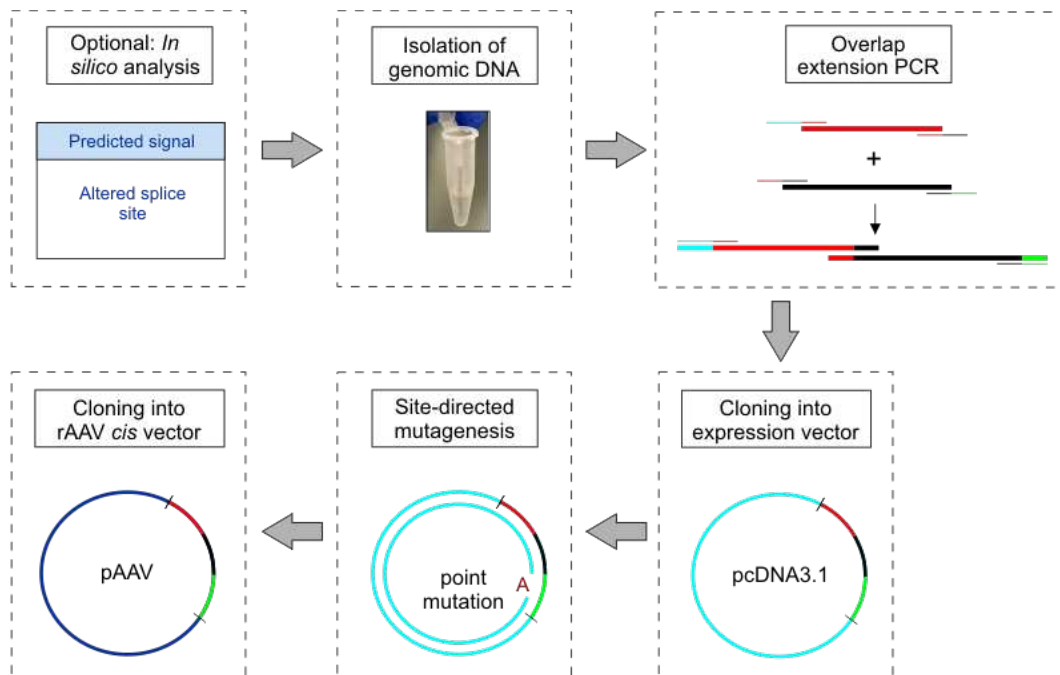 Optional: In
silico analysis
Predicted signal
Altered splice
site
Isolation of
genomic DNA
Overlap
extension PCR
+
Cloning into
rAAV cis vector
pAAV
Site-directed
mutagenesis
point
mutation
A
Cloning into
expression vector
pcDNA3.1